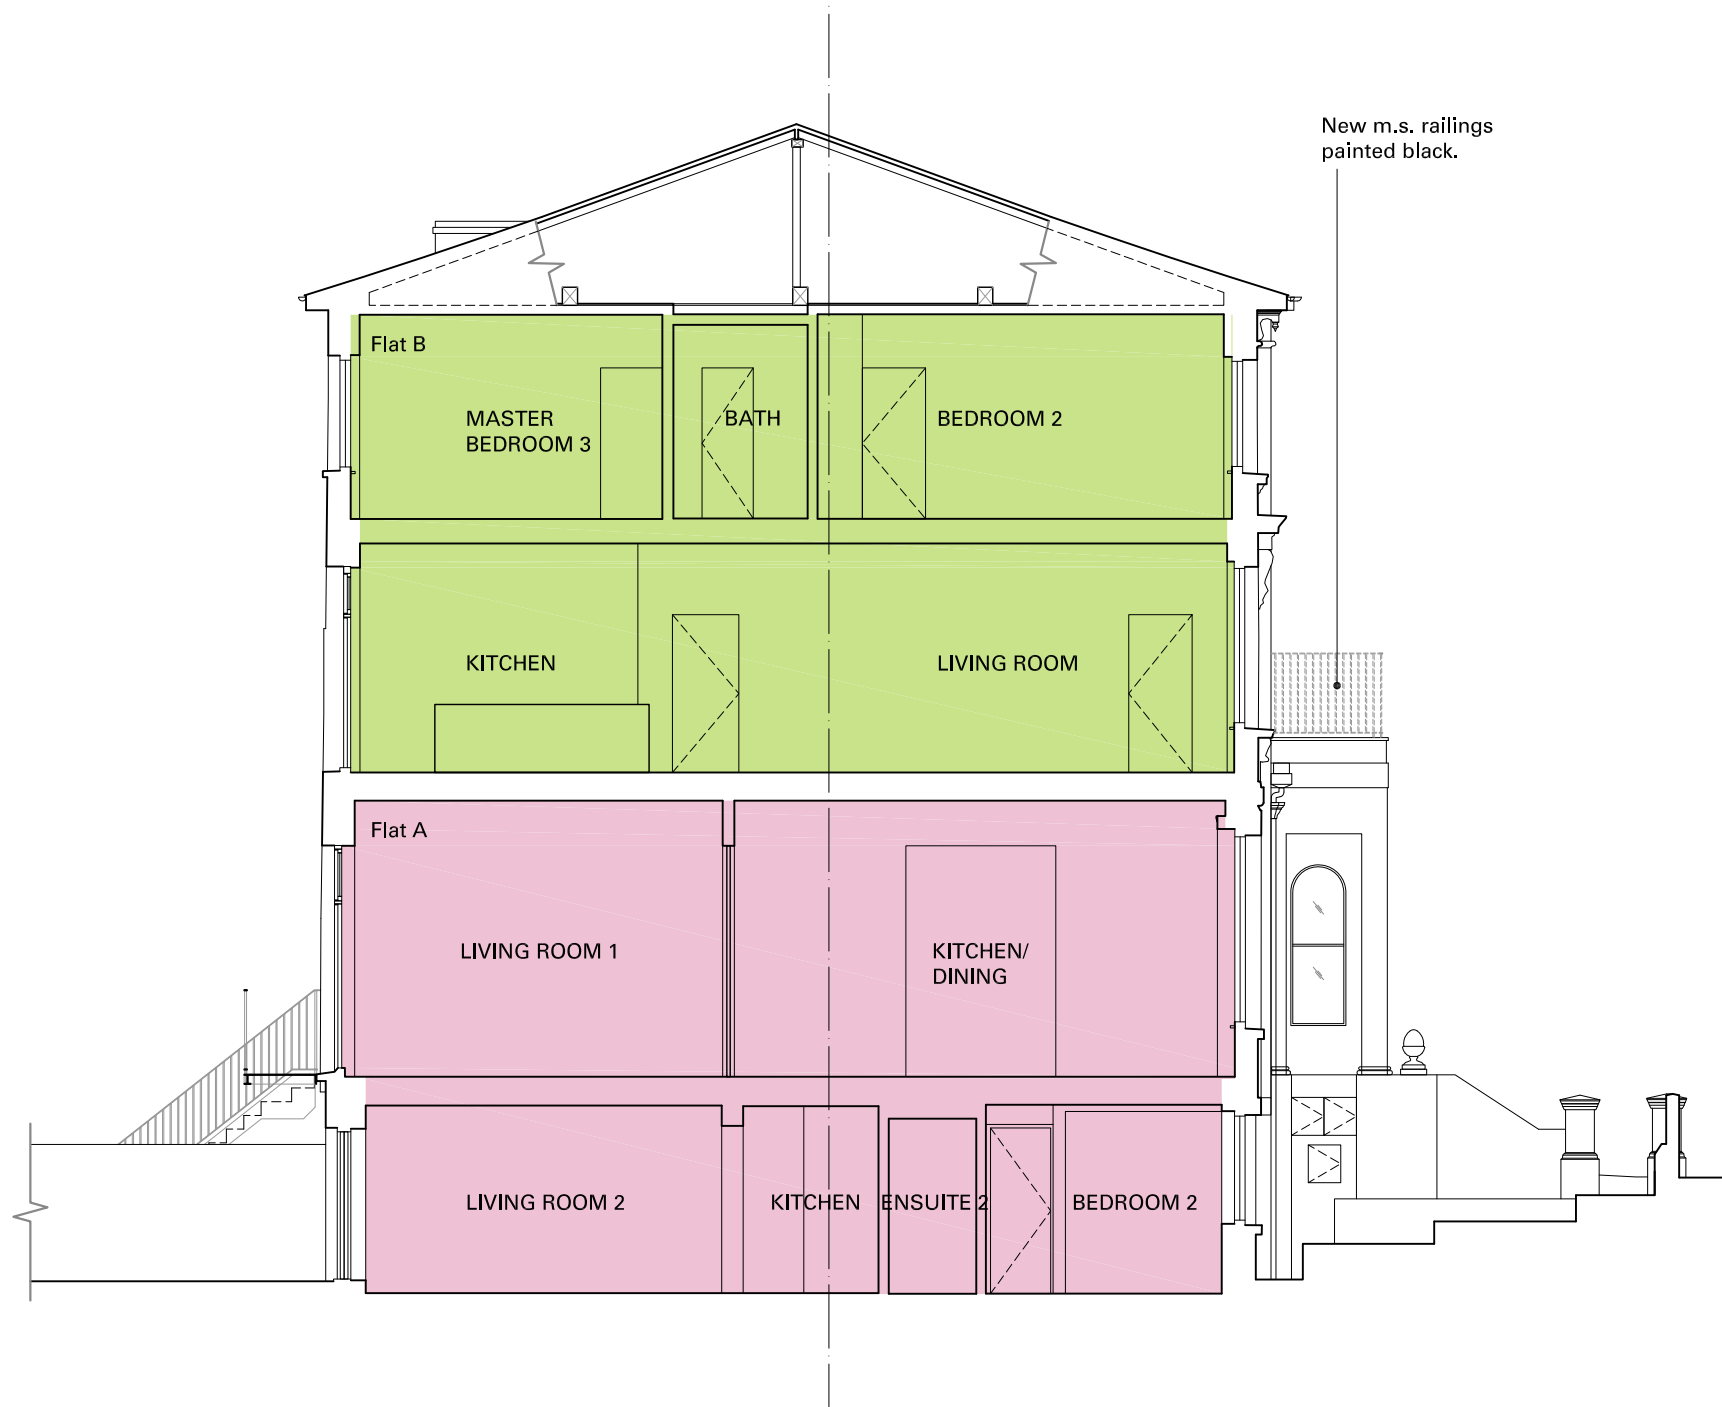 New m.s. railings
painted black.
Flat B
MASTER
BEDROOM 3
BATH
BEDROOM 2
KITCHEN
LIVING ROOM
Flat A
LIVING ROOM 1
KITCHEN/
DINING
LIVING ROOM 2
KITCHEN
ENSUITE 2
BEDROOM 2